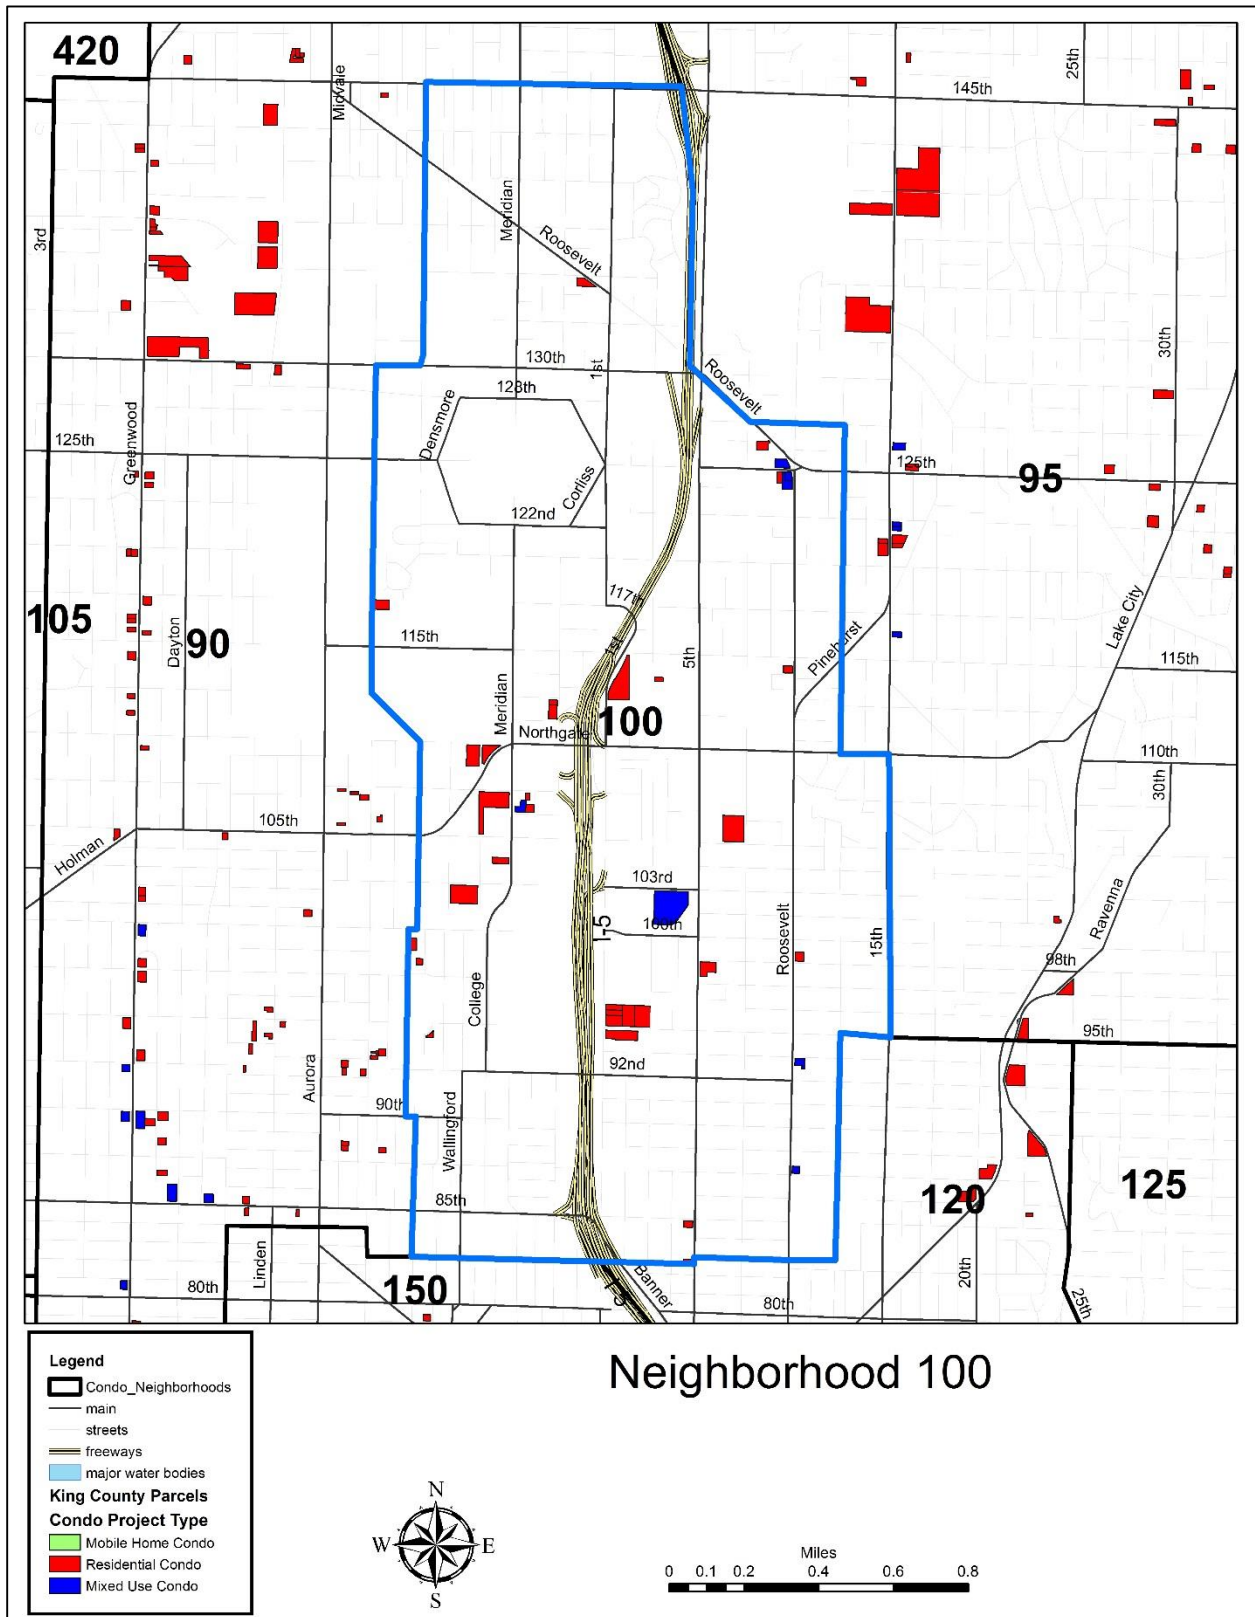 420
25th
145th
Midvale
Meridian
Roosevelt
3rd
130th
1st
128th
Roosevelt
30th
Greenwood
125th
Densmore
Corliss
125th
95
122nd
117th
105
90
Dayton
115th
1st
5th
Pinehurst
Lake City
115th
Meridian
100
Northgate
110th
30th
105th
Holman
103rd
100th
I-5
Roosevelt
15th
Ravenna
98th
College
95th
92nd
Aurora
90th
Wallingford
85th
120
125
Linden
80th
150
I-5
Banner
80th
20th
25th
Neighborhood 100
Legend
Condo_Neighborhoods
main
streets
freeways
major water bodies
King County Parcels
Condo Project Type
Mobile Home Condo
Residential Condo
Mixed Use Condo
N
W E
S
Miles
0 0.1 0.2 0.4 0.6 0.8